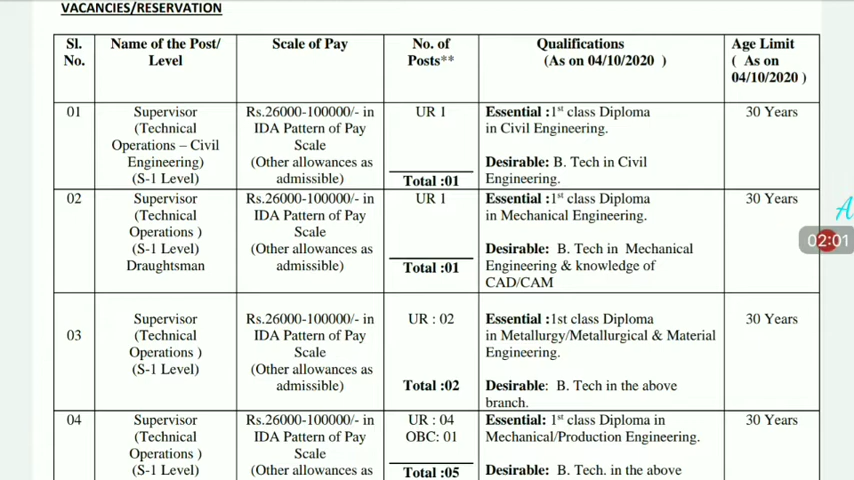 VACANCIES/RESERVATION
Sl. No.
Name of the Post/ Level
Scale of Pay
No. of Posts**
Qualifications (As on 04/10/2020 )
Age Limit ( As on 04/10/2020 )
01
Supervisor
(Technical
Operations – Civil
Engineering)
(S-1 Level)
Rs.26000-100000/- in
IDA Pattern of Pay
Scale
(Other allowances as
admissible)
UR 1
Total :01
Essential :1st class Diploma
in Civil Engineering.
Desirable: B. Tech in Civil
Engineering.
30 Years
02
Supervisor
(Technical
Operations )
(S-1 Level)
Draughtsman
Rs.26000-100000/- in
IDA Pattern of Pay
Scale
(Other allowances as
admissible)
UR 1
Total :01
Essential :1st class Diploma
in Mechanical Engineering.
Desirable: B. Tech in Mechanical
Engineering & knowledge of
CAD/CAM
30 Years
03
Supervisor
(Technical
Operations )
(S-1 Level)
Rs.26000-100000/- in
IDA Pattern of Pay
Scale
(Other allowances as
admissible)
UR : 02
Total :02
Essential :1st class Diploma
in Metallurgy/Metallurgical & Material
Engineering.
Desirable: B. Tech in the above
branch.
30 Years
04
Supervisor
(Technical
Operations )
(S-1 Level)
Rs.26000-100000/- in
IDA Pattern of Pay
Scale
(Other allowances as
UR : 04
OBC: 01
Total :05
Essential: 1st class Diploma in
Mechanical/Production Engineering.
Desirable: B. Tech. in the above
30 Years
A
02:01